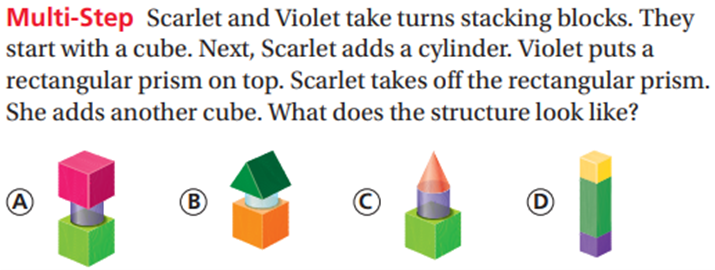 Multi-Step Scarlet and Violet take turns stacking blocks. They
start with a cube. Next, Scarlet adds a cylinder. Violet puts a
rectangular prism on top. Scarlet takes off the rectangular prism.
She adds another cube. What does the structure look like?
A B C D